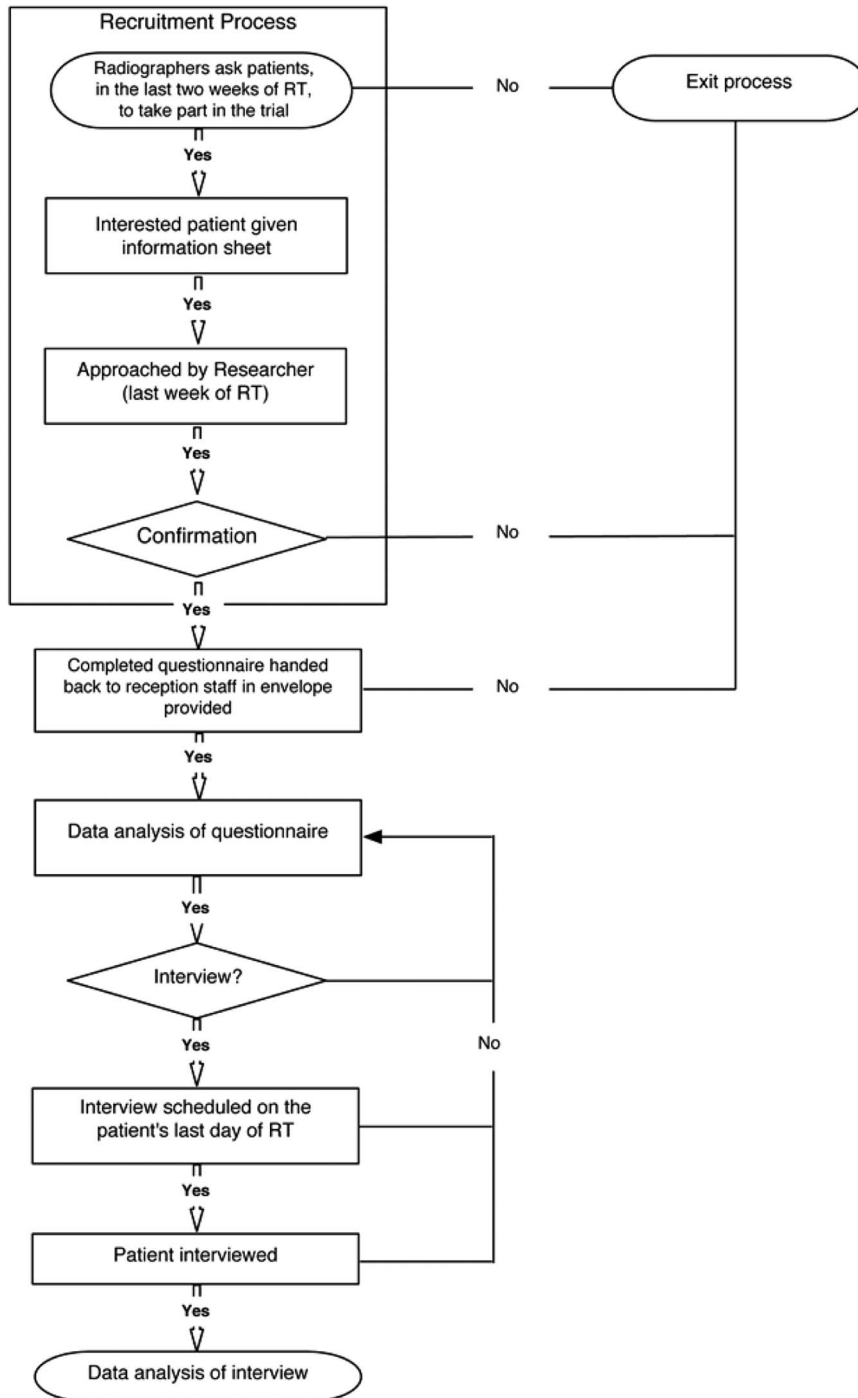 Recruitment Process
Radiographers ask patients,
in the last two weeks of RT,
to take part in the trial
No
Exit process
Yes
Interested patient given
information sheet
Yes
Approached by Researcher
(last week of RT)
Yes
Confirmation
No
Yes
Completed questionnaire handed
back to reception staff in envelope
provided
No
Yes
Data analysis of questionnaire
Yes
Interview?
No
Yes
Interview scheduled on the
patient's last day of RT
Yes
Patient interviewed
Yes
Data analysis of interview